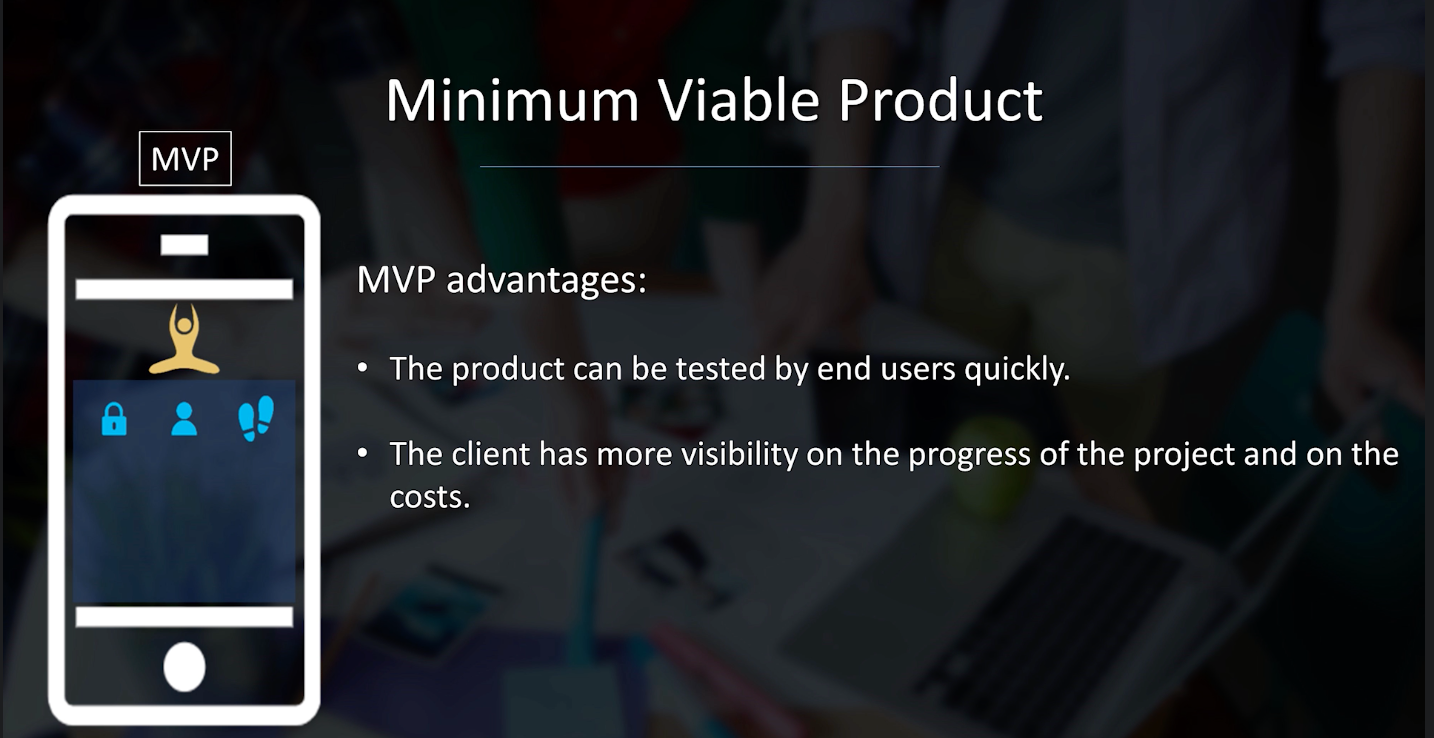 Minimum Viable Product
MVP
MVP advantages:
• The product can be tested by end users quickly.
• The client has more visibility on the progress of the project and on the
costs.